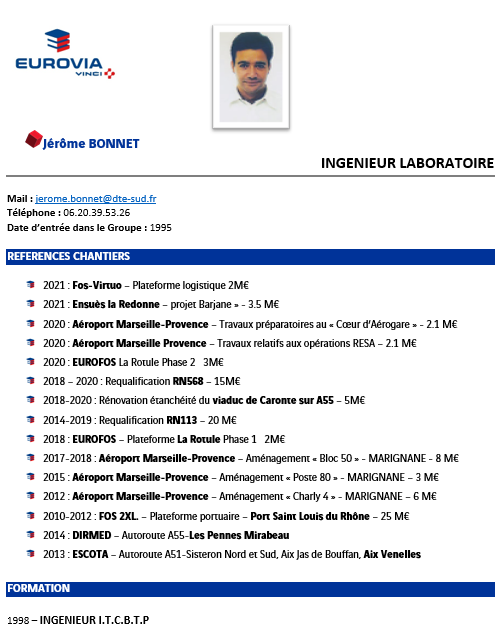 EUROVIA
VINCI
Jérôme BONNET
INGENIEUR LABORATOIRE
Mail : jerome.bonnet@dte-sud.fr
Téléphone : 06.20.39.53.26
Date d'entrée dans le Groupe : 1995
REFERENCES CHANTIERS
2021 : Fos-Virtuo – Plateforme logistique 2M€
2021 : Ensuès la Redonne – projet Barjane » - 3.5 M€
2020 : Aéroport Marseille-Provence – Travaux préparatoires au « Cœur d'Aérogare » - 2.1 M€
2020 : Aéroport Marseille Provence – Travaux relatifs aux opérations RESA – 2.1 M€
2020 : EUROFOS La Rotule Phase 2 3M€
2018 – 2020 : Requalification RN568 – 15M€
2018-2020 : Rénovation étanchéité du viaduc de Caronte sur A55 – 5M€
2014-2019 : Requalification RN113 – 20 M€
2018 : EUROFOS – Plateforme La Rotule Phase 1 2M€
2017-2018 : Aéroport Marseille-Provence – Aménagement « Bloc 50 » - MARIGNANE - 8 M€
2015 : Aéroport Marseille-Provence – Aménagement « Poste 80 » - MARIGNANE – 3 M€
2012 : Aéroport Marseille-Provence – Aménagement « Charly 4 » - MARIGNANE – 6 M€
2010-2012 : FOS 2XL. – Plateforme portuaire – Port Saint Louis du Rhône – 25 M€
2014 : DIRMED – Autoroute A55-Les Pennes Mirabeau
2013 : ESCOTA – Autoroute A51-Sisteron Nord et Sud, Aix Jas de Bouffan, Aix Venelles
FORMATION
1998 – INGENIEUR I.T.C.B.T.P